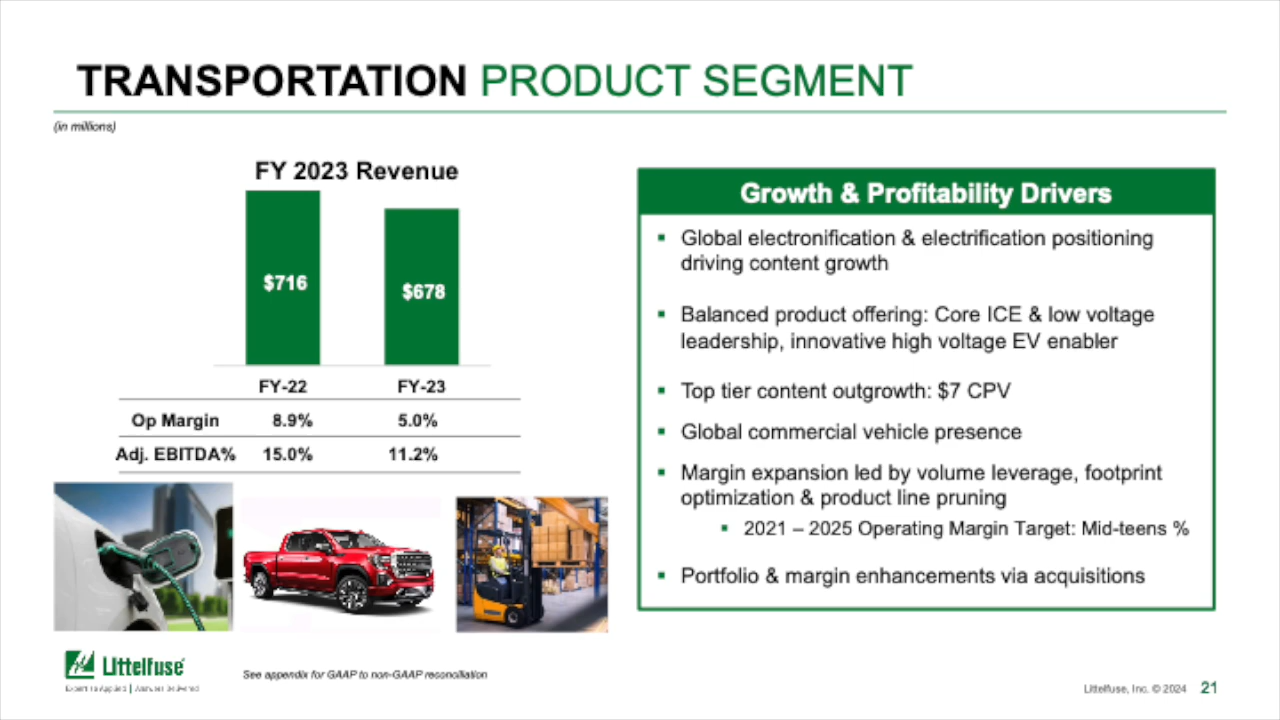 TRANSPORTATION PRODUCT SEGMENT
(in millions)
FY 2023 Revenue
$716
$678
FY-22 FY-23
Op Margin 8.9% 5.0%
Adj. EBITDA% 15.0% 11.2%
Growth & Profitability Drivers
▪ Global electronification & electrification positioning
driving content growth
▪ Balanced product offering: Core ICE & low voltage
leadership, innovative high voltage EV enabler
▪ Top tier content outgrowth: $7 CPV
▪ Global commercial vehicle presence
▪ Margin expansion led by volume leverage, footprint
optimization & product line pruning
▪ 2021 – 2025 Operating Margin Target: Mid-teens %
▪ Portfolio & margin enhancements via acquisitions
Littelfuse
See appendix for GAAP to non-GAAP reconciliation
Littelfuse, Inc. © 2024 21